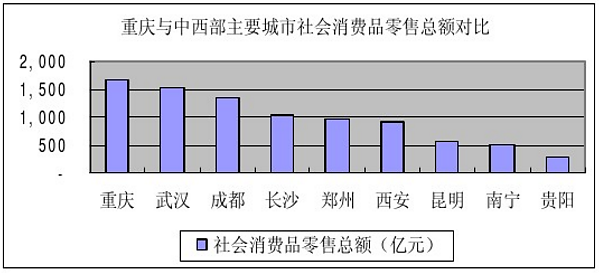 重庆与中西部主要城市社会消费品零售总额对比
2,000
1,500
1,000
500
-
重庆 武汉 成都 长沙 郑州 西安 昆明 南宁 贵阳
社会消费品零售总额（亿元）